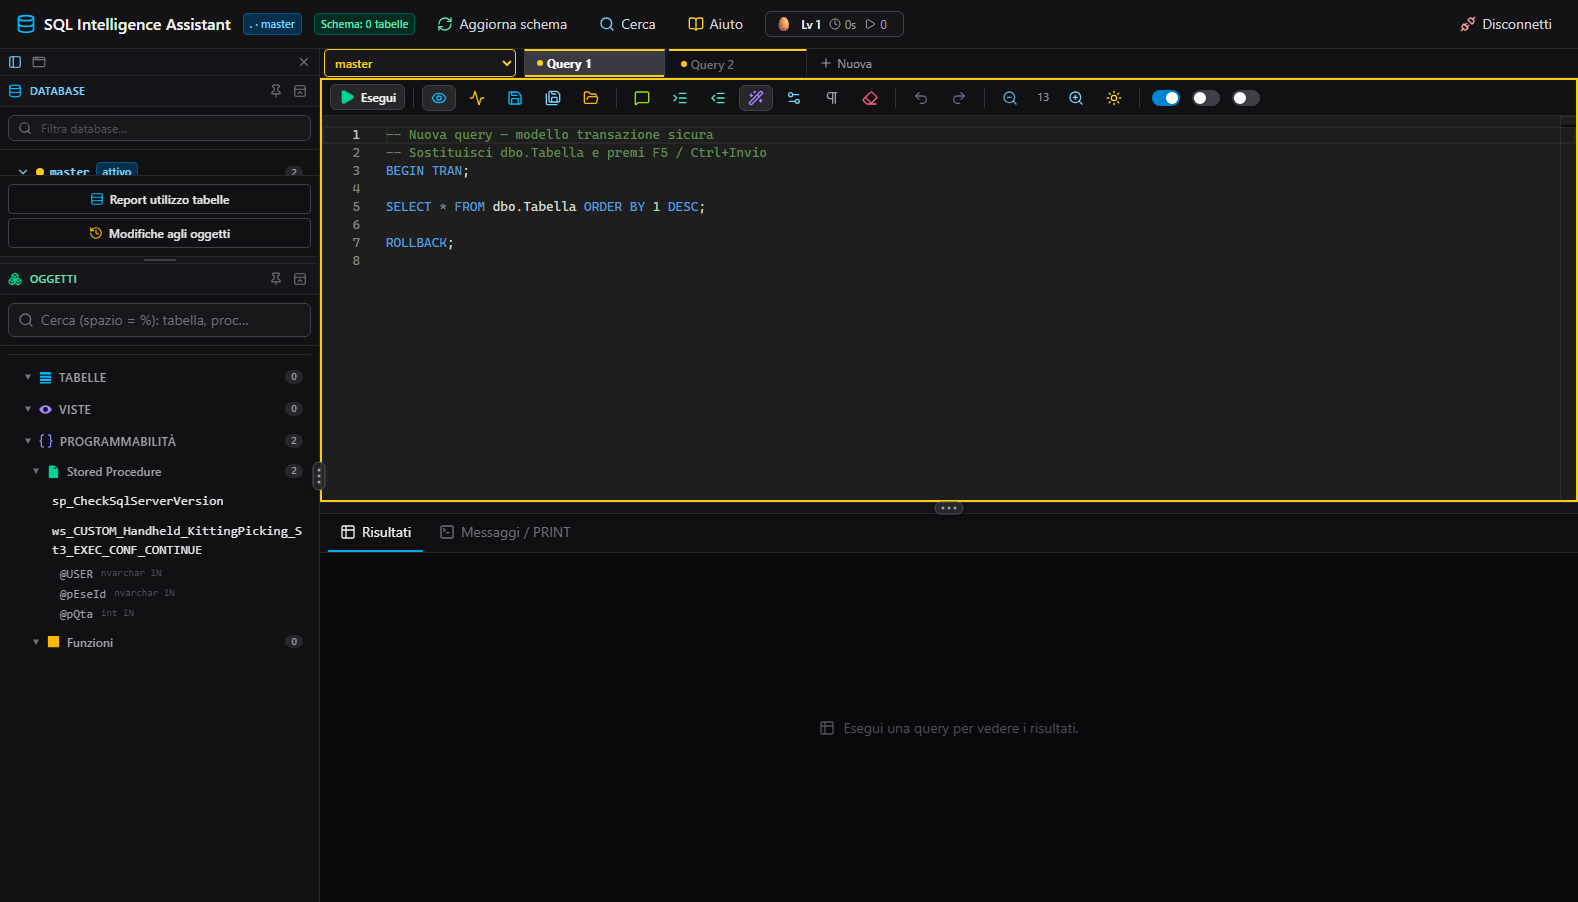 SQL Intelligence Assistant
. . · master
Schema: 0 tabelle
Aggiorna schema
Cerca
Aiuto
Lv 1 0s 0
Disconnetti
DATABASE
Filtra database...
master attivo 2
Report utilizzo tabelle
Modifiche agli oggetti
OGGETTI
Cerca (spazio = %): tabella, proc...
TABELLE 0
VISTE 0
PROGRAMMABILITÀ 2
Stored Procedure 2
sp_CheckSqlServerVersion
ws_CUSTOM_Handheld_KittingPicking_S
t3_EXEC_CONF_CONTINUE
@USER nvarchar IN
@pEseId nvarchar IN
@pQta int IN
Funzioni 0
master
Query 1
Query 2
Nuova
Esegui
13
1 -- Nuova query — modello transazione sicura
2 -- Sostituisci dbo.Tabella e premi F5 / Ctrl+Invio
3 BEGIN TRAN;
4
5 SELECT * FROM dbo.Tabella ORDER BY 1 DESC;
6
7 ROLLBACK;
8
Risultati
Messaggi / PRINT
Esegui una query per vedere i risultati.